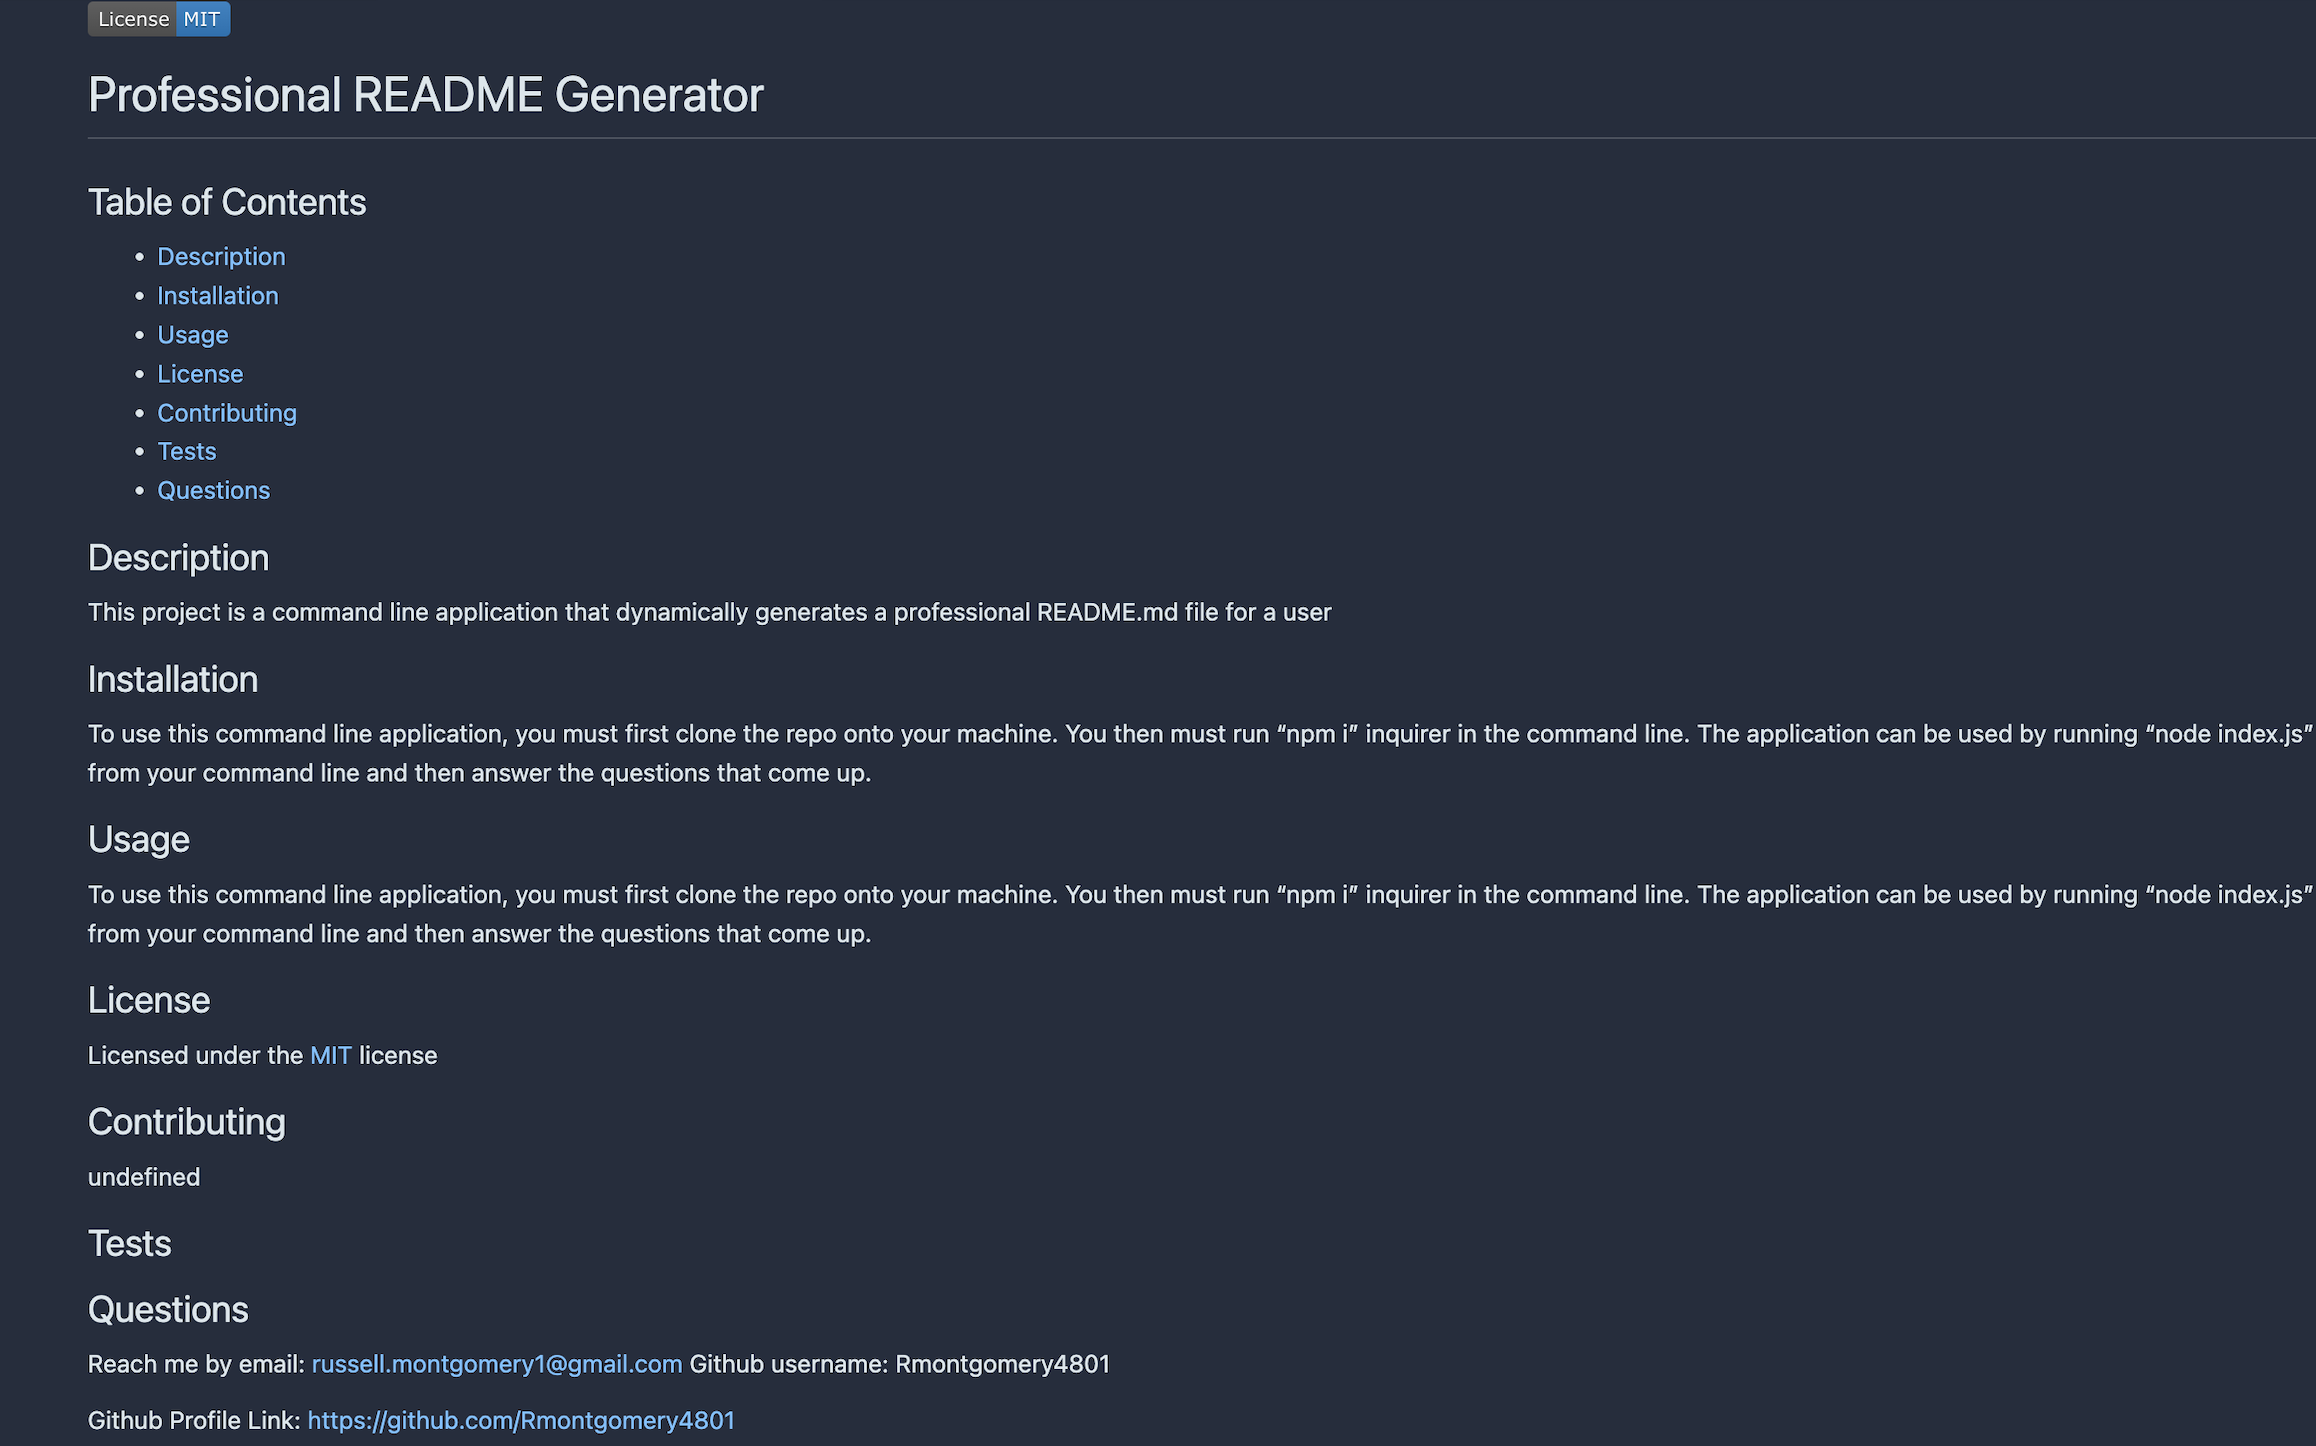 License MIT
Professional README Generator
Table of Contents
• Description
• Installation
• Usage
• License
• Contributing
• Tests
• Questions
Description
This project is a command line application that dynamically generates a professional README.md file for a user
Installation
To use this command line application, you must first clone the repo onto your machine. You then must run “npm i” inquirer in the command line. The application can be used by running “node index.js”
from your command line and then answer the questions that come up.
Usage
To use this command line application, you must first clone the repo onto your machine. You then must run “npm i” inquirer in the command line. The application can be used by running “node index.js”
from your command line and then answer the questions that come up.
License
Licensed under the MIT license
Contributing
undefined
Tests
Questions
Reach me by email: russell.montgomery1@gmail.com Github username: Rmontgomery4801
Github Profile Link: https://github.com/Rmontgomery4801